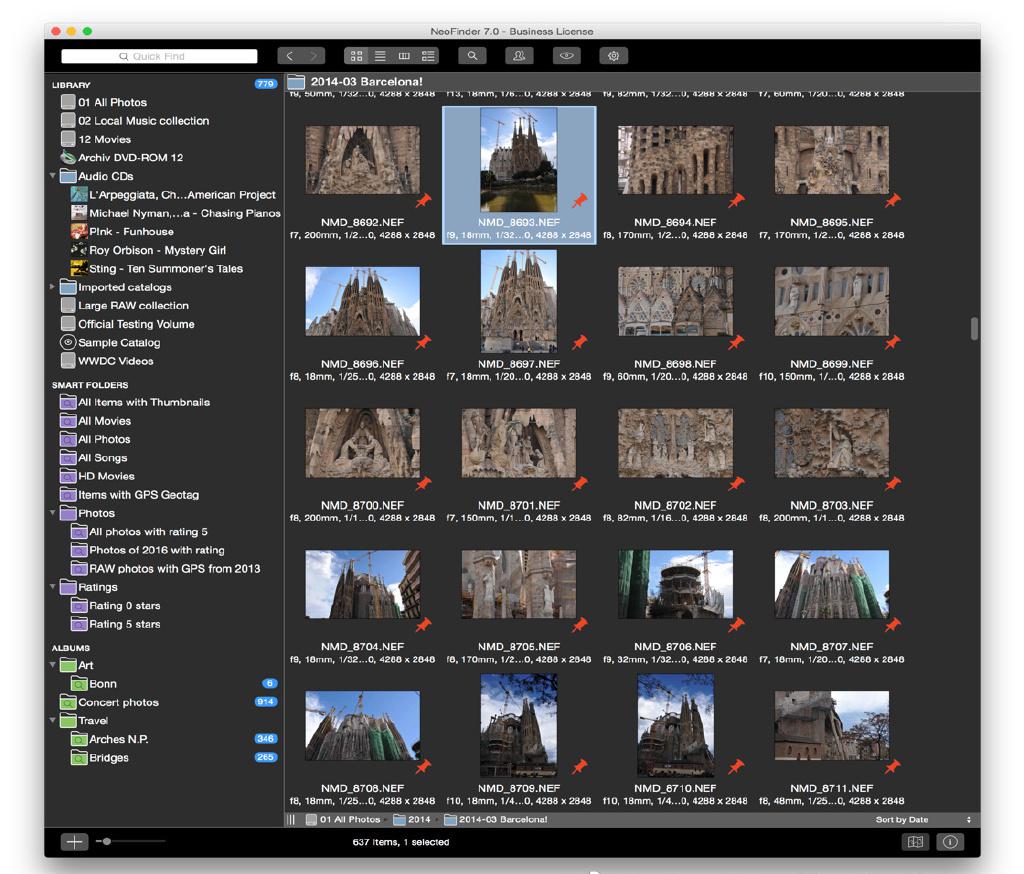 NeoFinder 7.0 - Business License
Quick Find
LIBRARY 779
01 All Photos
02 Local Music collection
12 Movies
Archiv DVD-ROM 12
Audio CDs
L'Arpeggiata, Ch...American Project
Michael Nyman,...a - Chasing Pianos
P!nk - Funhouse
Roy Orbison - Mystery Girl
Sting - Ten Summoner's Tales
Imported catalogs
Large RAW collection
Official Testing Volume
Sample Catalog
WWDC Videos
SMART FOLDERS
All Items with Thumbnails
All Movies
All Photos
All Songs
HD Movies
Items with GPS Geotag
Photos
All photos with rating 5
Photos of 2016 with rating
RAW photos with GPS from 2013
Ratings
Rating 0 stars
Rating 5 stars
ALBUMS
Art
Bonn 6
Concert photos 914
Travel
Arches N.P. 346
Bridges 265
2014-03 Barcelona!
f9, 50mm, 1/32...0, 4288 x 2848 f13, 18mm, 1/6...0, 4288 x 2848 f9, 82mm, 1/32...0, 4288 x 2848 f7, 60mm, 1/20...0, 4288 x 2848
NMD_8692.NEF NMD_8693.NEF NMD_8694.NEF NMD_8695.NEF
f7, 200mm, 1/2...0, 4288 x 2848 f9, 18mm, 1/32...0, 4288 x 2848 f8, 170mm, 1/2...0, 4288 x 2848 f7, 170mm, 1/2...0, 4288 x 2848
NMD_8696.NEF NMD_8697.NEF NMD_8698.NEF NMD_8699.NEF
f8, 18mm, 1/25...0, 4288 x 2848 f7, 18mm, 1/20...0, 4288 x 2848 f9, 60mm, 1/20...0, 4288 x 2848 f10, 150mm, 1/...0, 4288 x 2848
NMD_8700.NEF NMD_8701.NEF NMD_8702.NEF NMD_8703.NEF
f8, 200mm, 1/1...0, 4288 x 2848 f7, 150mm, 1/1...0, 4288 x 2848 f8, 82mm, 1/16...0, 4288 x 2848 f8, 200mm, 1/1...0, 4288 x 2848
NMD_8704.NEF NMD_8705.NEF NMD_8706.NEF NMD_8707.NEF
f9, 18mm, 1/32...0, 4288 x 2848 f8, 170mm, 1/2...0, 4288 x 2848 f9, 32mm, 1/32...0, 4288 x 2848 f7, 18mm, 1/20...0, 4288 x 2848
NMD_8708.NEF NMD_8709.NEF NMD_8710.NEF NMD_8711.NEF
f8, 18mm, 1/25...0, 4288 x 2848 f10, 18mm, 1/4...0, 4288 x 2848 f10, 18mm, 1/4...0, 4288 x 2848 f8, 48mm, 1/25...0, 4288 x 2848
01 All Photos 2014 2014-03 Barcelona! Sort by Date
637 items, 1 selected